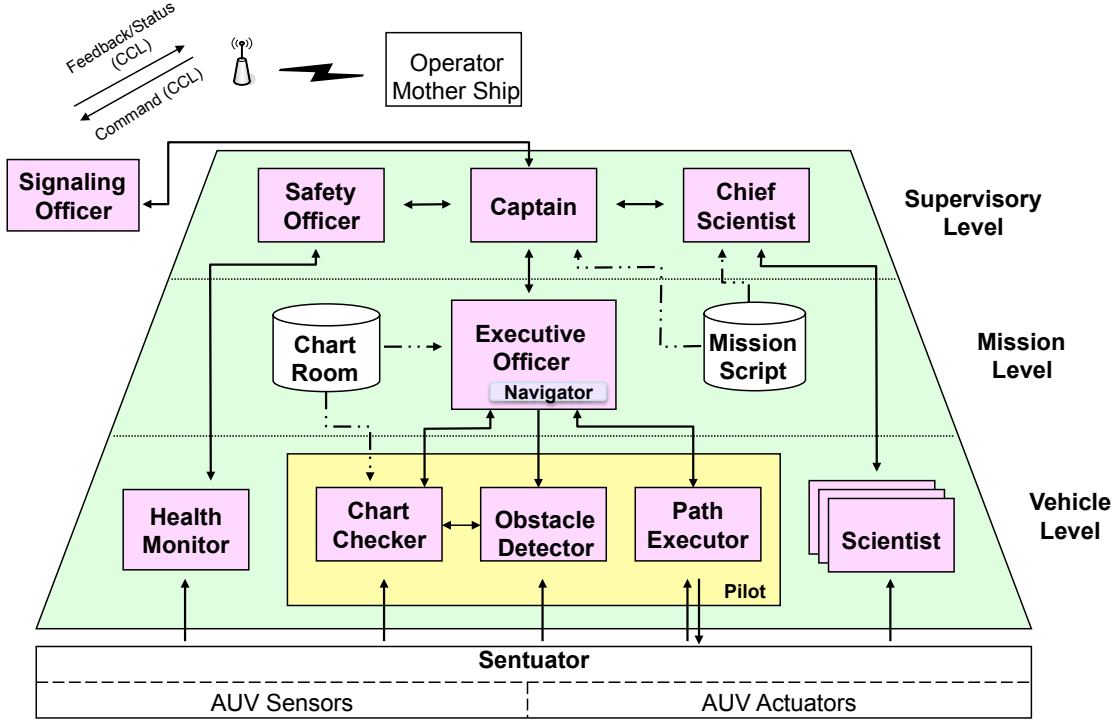 Feedback/Status
(CCL)
Command (CCL)
Operator
Mother Ship
Signaling
Officer
Safety
Officer
Captain
Chief
Scientist
Supervisory
Level
Chart
Room
Executive
Officer
Navigator
Mission
Script
Mission
Level
Health
Monitor
Chart
Checker
Obstacle
Detector
Path
Executor
Scientist
Pilot
Vehicle
Level
Sentuator
AUV Sensors
AUV Actuators